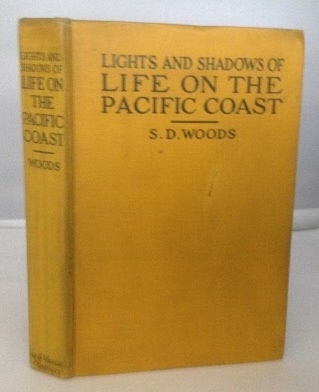 LIGHTS AND SHADOWS OF
LIFE ON THE
PACIFIC COAST
S.D. WOODS
LIGHTS AND
SHADOWS OF
LIFE ON
THE
PACIFIC
COAST
WOODS